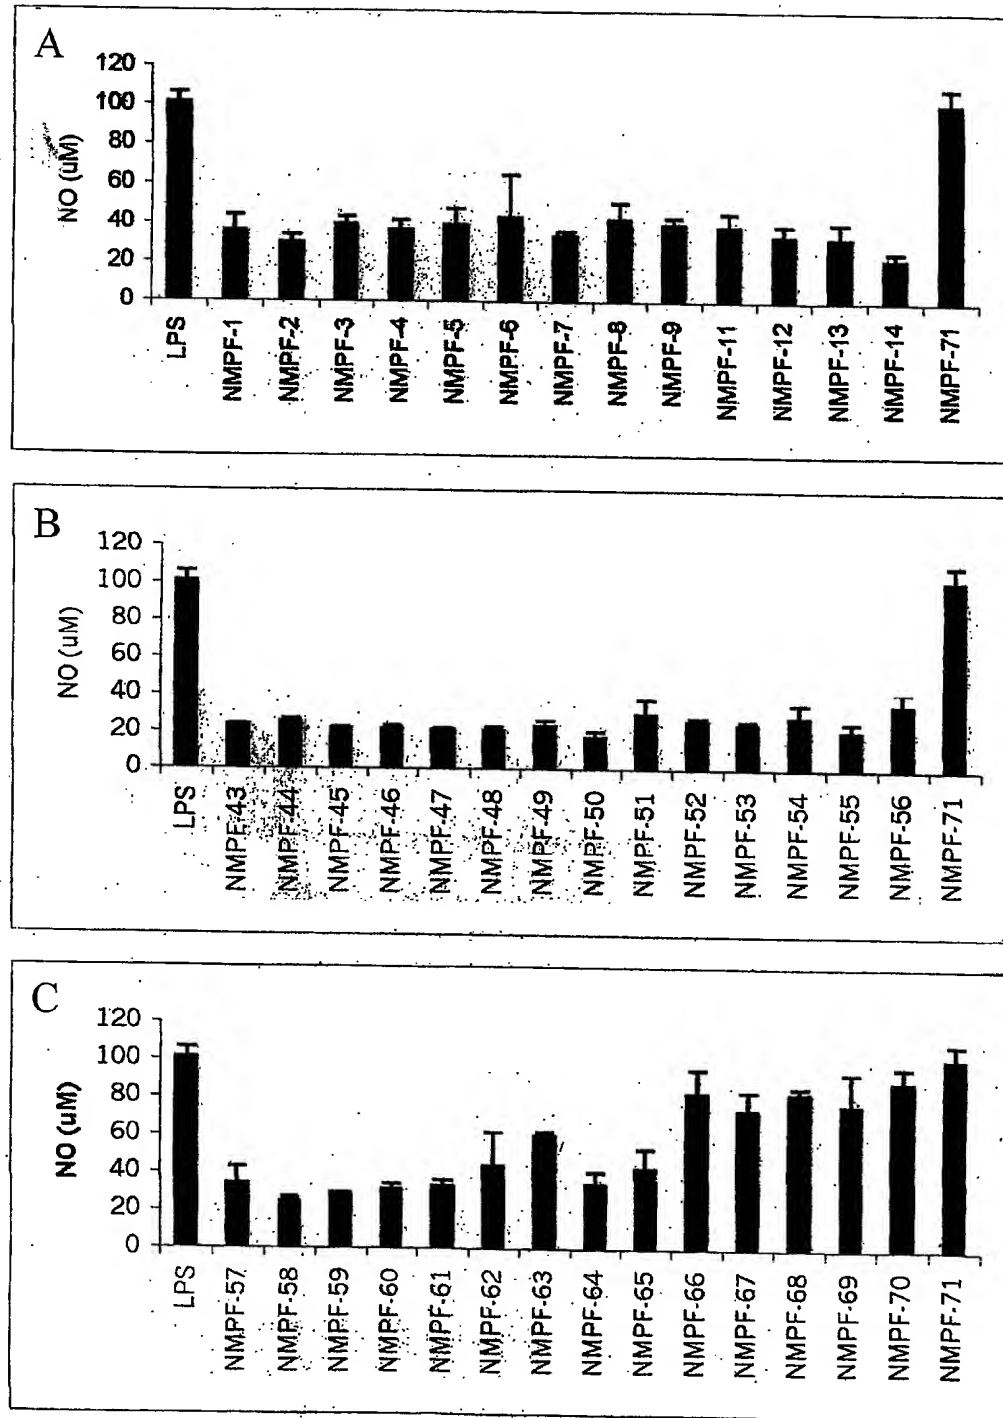 A
NO (uM)
120
100
80
60
40
20
0
LPS
NMPF-1
NMPF-2
NMPF-3
NMPF-4
NMPF-5
NMPF-6
NMPF-7
NMPF-8
NMPF-9
NMPF-11
NMPF-12
NMPF-13
NMPF-14
NMPF-71
B
NO (uM)
120
100
80
60
40
20
0
LPS
NMPF-43
NMPF-44
NMPF-45
NMPF-46
NMPF-47
NMPF-48
NMPF-49
NMPF-50
NMPF-51
NMPF-52
NMPF-53
NMPF-54
NMPF-55
NMPF-56
NMPF-71
C
NO (uM)
120
100
80
60
40
20
0
LPS
NMPF-57
NMPF-58
NMPF-59
NMPF-60
NMPF-61
NMPF-62
NMPF-63
NMPF-64
NMPF-65
NMPF-66
NMPF-67
NMPF-68
NMPF-69
NMPF-70
NMPF-71